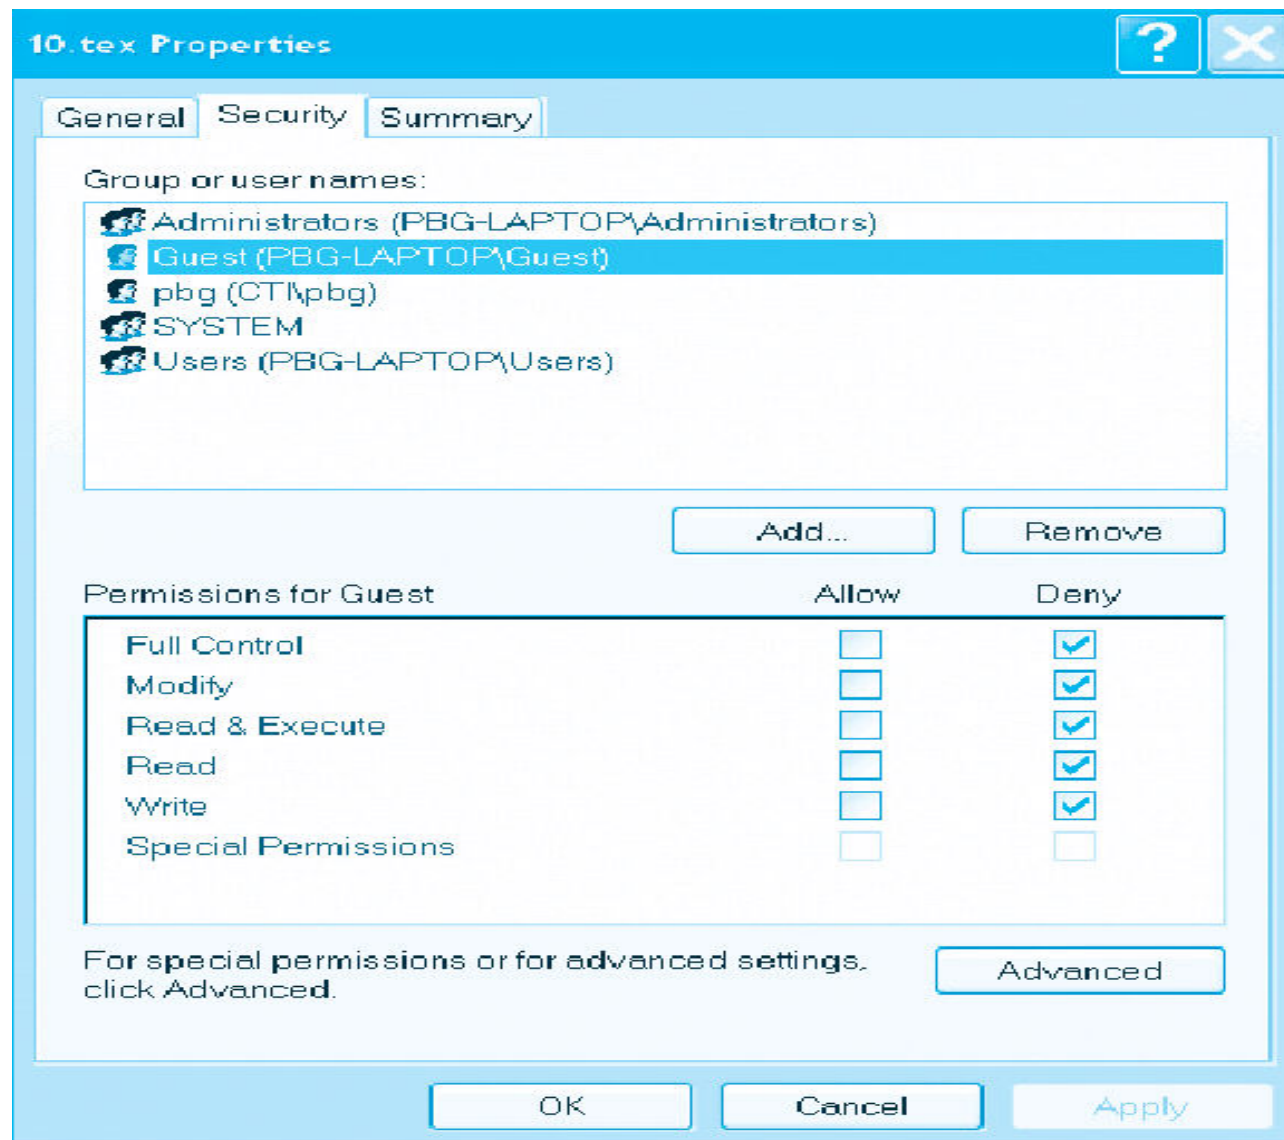 10.tex Properties
General Security Summary
Group or user names:
Administrators (PBG-LAPTOP\Administrators)
Guest (PBG-LAPTOP\Guest)
pbg (CTI\pbg)
SYSTEM
Users (PBG-LAPTOP\Users)
Add... Remove
Permissions for Guest Allow Deny
Full Control
Modify
Read & Execute
Read
Write
Special Permissions
For special permissions or for advanced settings,
click Advanced.
Advanced
OK Cancel Apply